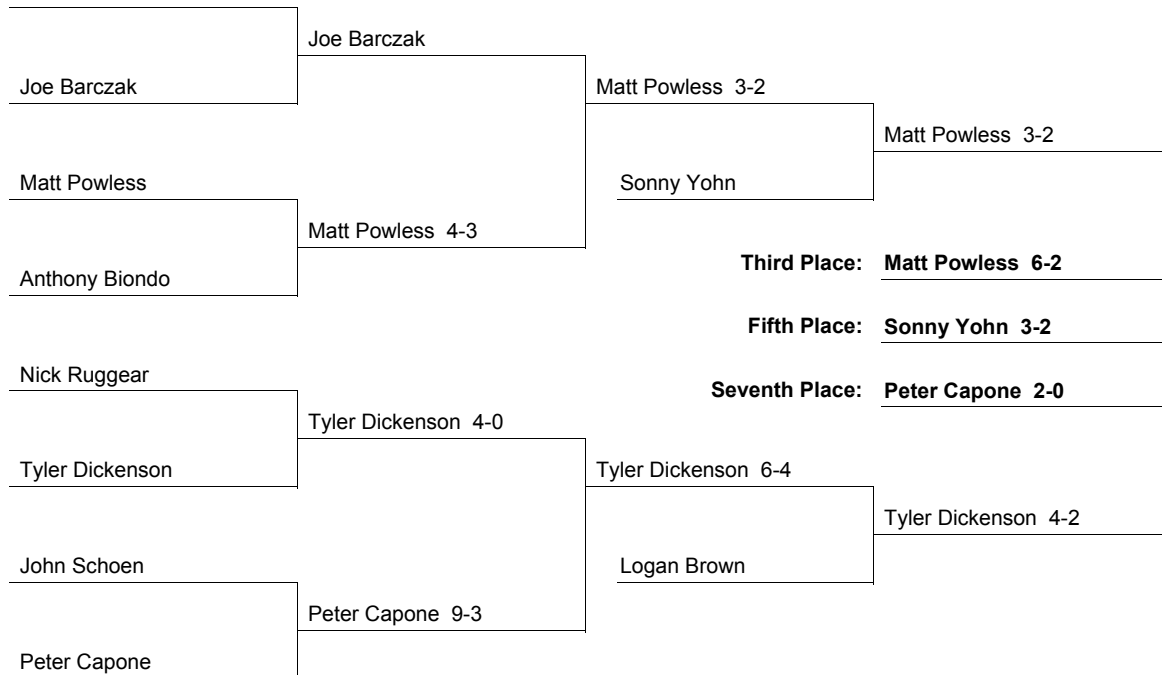 Joe Barczak
Joe Barczak
Matt Powless 3-2
Matt Powless 3-2
Matt Powless
Sonny Yohn
Matt Powless 4-3
Third Place: Matt Powless 6-2
Anthony Biondo
Fifth Place: Sonny Yohn 3-2
Nick Ruggear
Seventh Place: Peter Capone 2-0
Tyler Dickenson 4-0
Tyler Dickenson
Tyler Dickenson 6-4
Tyler Dickenson 4-2
John Schoen
Logan Brown
Peter Capone 9-3
Peter Capone